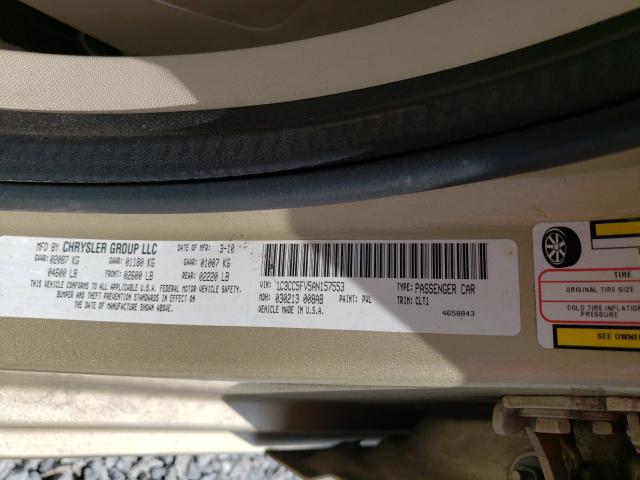 MFD BY CHRYSLER GROUP LLC DATE OF MFR: 3-10
GVWR: 02087 KG GAWR: 01180 KG GAWR: 01007 KG
04600 LB FRONT: 02600 LB REAR: 02220 LB
THIS VEHICLE CONFORMS TO ALL APPLICABLE U.S.A. FEDERAL MOTOR VEHICLE SAFETY,
BUMPER AND THEFT PREVENTION STANDARDS IN EFFECT ON
THE DATE OF MANUFACTURE SHOWN ABOVE.
VIN: 1C3CC5FV5AN157553 TYPE: PASSENGER CAR
MDH: 030213 008AB PAINT: PKL TRIM: CLT1
VEHICLE MADE IN U.S.A. 4658843
TIRE
ORIGINAL TIRE SIZE
COLD TIRE INFLATION
PRESSURE
SEE OWNER